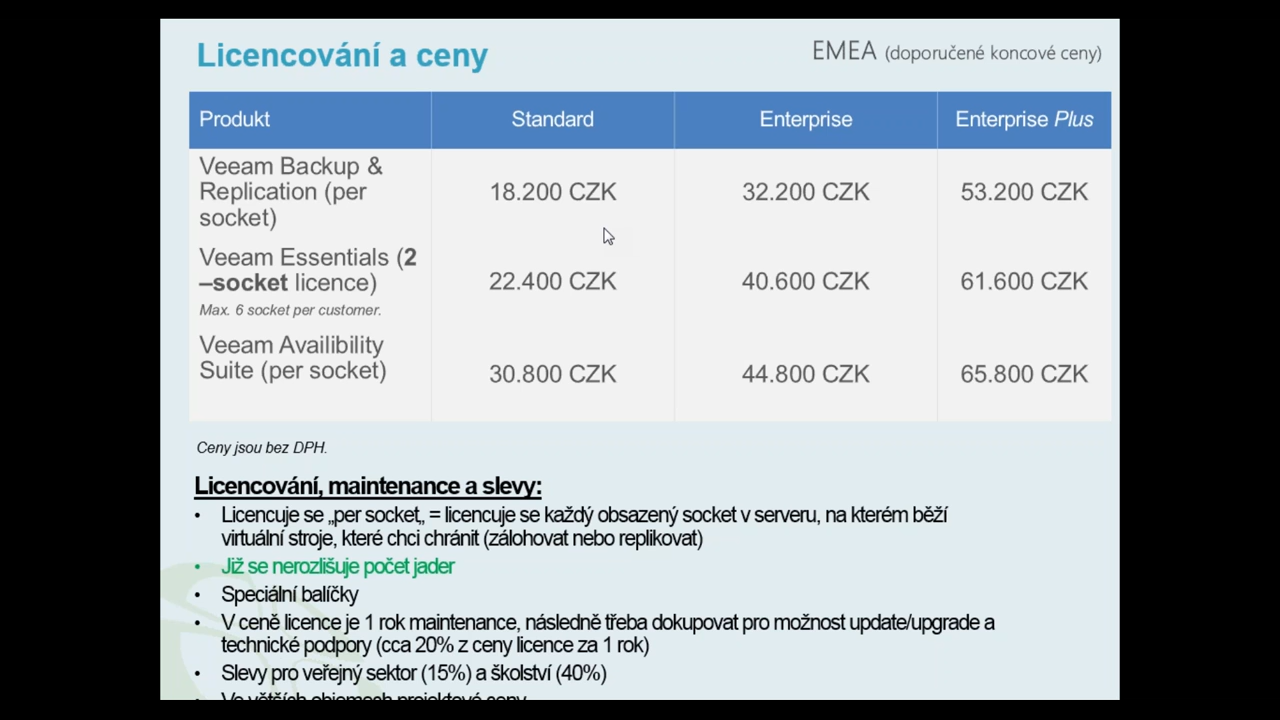 Licencování a ceny
EMEA (doporučené koncové ceny)
Produkt Standard Enterprise Enterprise Plus
Veeam Backup &
Replication (per
socket)
18.200 CZK 32.200 CZK 53.200 CZK
Veeam Essentials (2
–socket licence)
Max. 6 socket per customer.
22.400 CZK 40.600 CZK 61.600 CZK
Veeam Availibility
Suite (per socket)
30.800 CZK 44.800 CZK 65.800 CZK
Ceny jsou bez DPH.
Licencování, maintenance a slevy:
• Licencuje se „per socket„ = licencuje se každý obsazený socket v serveru, na kterém běží
virtuální stroje, které chci chránit (zálohovat nebo replikovat)
• Již se nerozlišuje počet jader
• Speciální balíčky
• V ceně licence je 1 rok maintenance, následně třeba dokupovat pro možnost update/upgrade a
technické podpory (cca 20% z ceny licence za 1 rok)
• Slevy pro veřejný sektor (15%) a školství (40%)
• Ve větších objemech projektové ceny